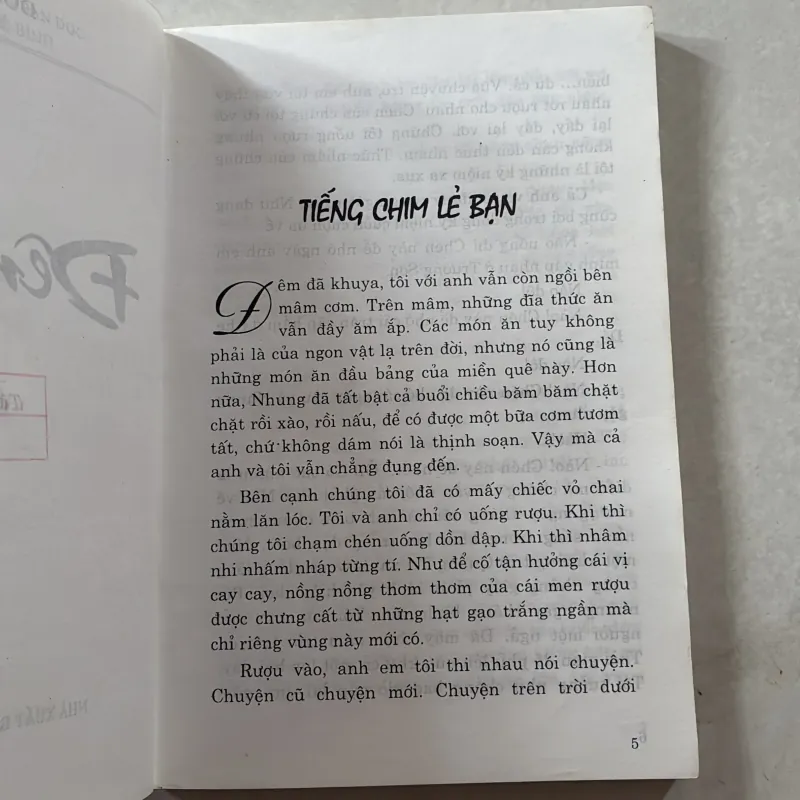 TIẾNG CHIM LẺ BẠN
Đêm đã khuya, tôi với anh vẫn còn ngồi bên
mâm cơm. Trên mâm, những đĩa thức ăn
vẫn đầy ăm ắp. Các món ăn tuy không
phải là của ngon vật lạ trên đời, nhưng nó cũng là
những món ăn đầu bảng của miền quê này. Hơn
nữa, Nhung đã tất bật cả buổi chiều băm băm chặt
chặt rồi xào, rồi nấu, để có được một bữa cơm tươm
tất, chứ không dám nói là thịnh soạn. Vậy mà cả
anh và tôi vẫn chẳng đụng đến.
Bên cạnh chúng tôi đã có mấy chiếc vỏ chai
nằm lăn lóc. Tôi và anh chỉ có uống rượu. Khi thì
chúng tôi chạm chén uống dồn dập. Khi thì nhâm
nhi nhấm nháp từng tí. Như để cố tận hưởng cái vị
cay cay, nồng nồng thơm thơm của cái men rượu
được chưng cất từ những hạt gạo trắng ngần mà
chỉ riêng vùng này mới có.
Rượu vào, anh em tôi thi nhau nói chuyện.
Chuyện cũ chuyện mới. Chuyện trên trời dưới
5